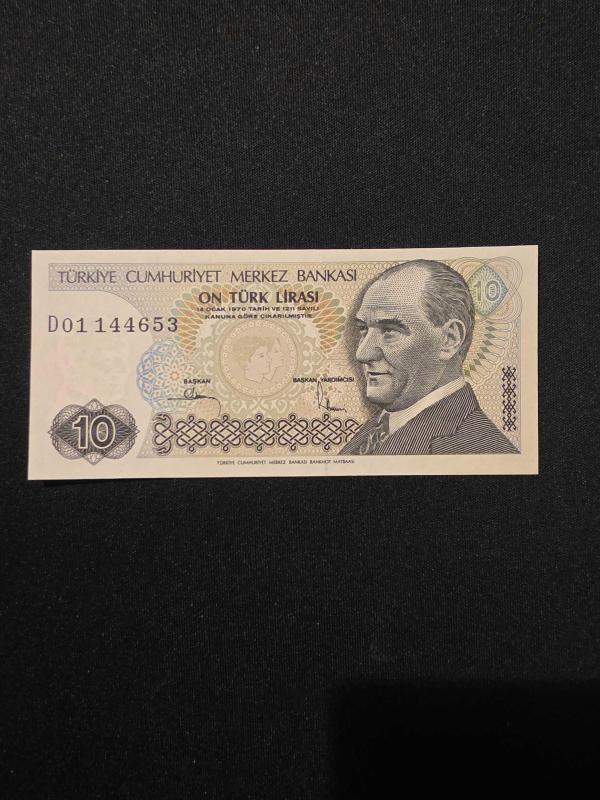 TÜRKİYE CUMHURİYET MERKEZ BANKASI
ON TÜRK LİRASI
14 OCAK 1970 TARİH VE 1211 SAYILI
KANUNA GÖRE ÇIKARILMIŞTIR
10
D01 144653
BAŞKAN
BAŞKAN YARDIMCISI
10
TÜRKİYE CUMHURİYET MERKEZ BANKASI BANKNOT MATBAASI